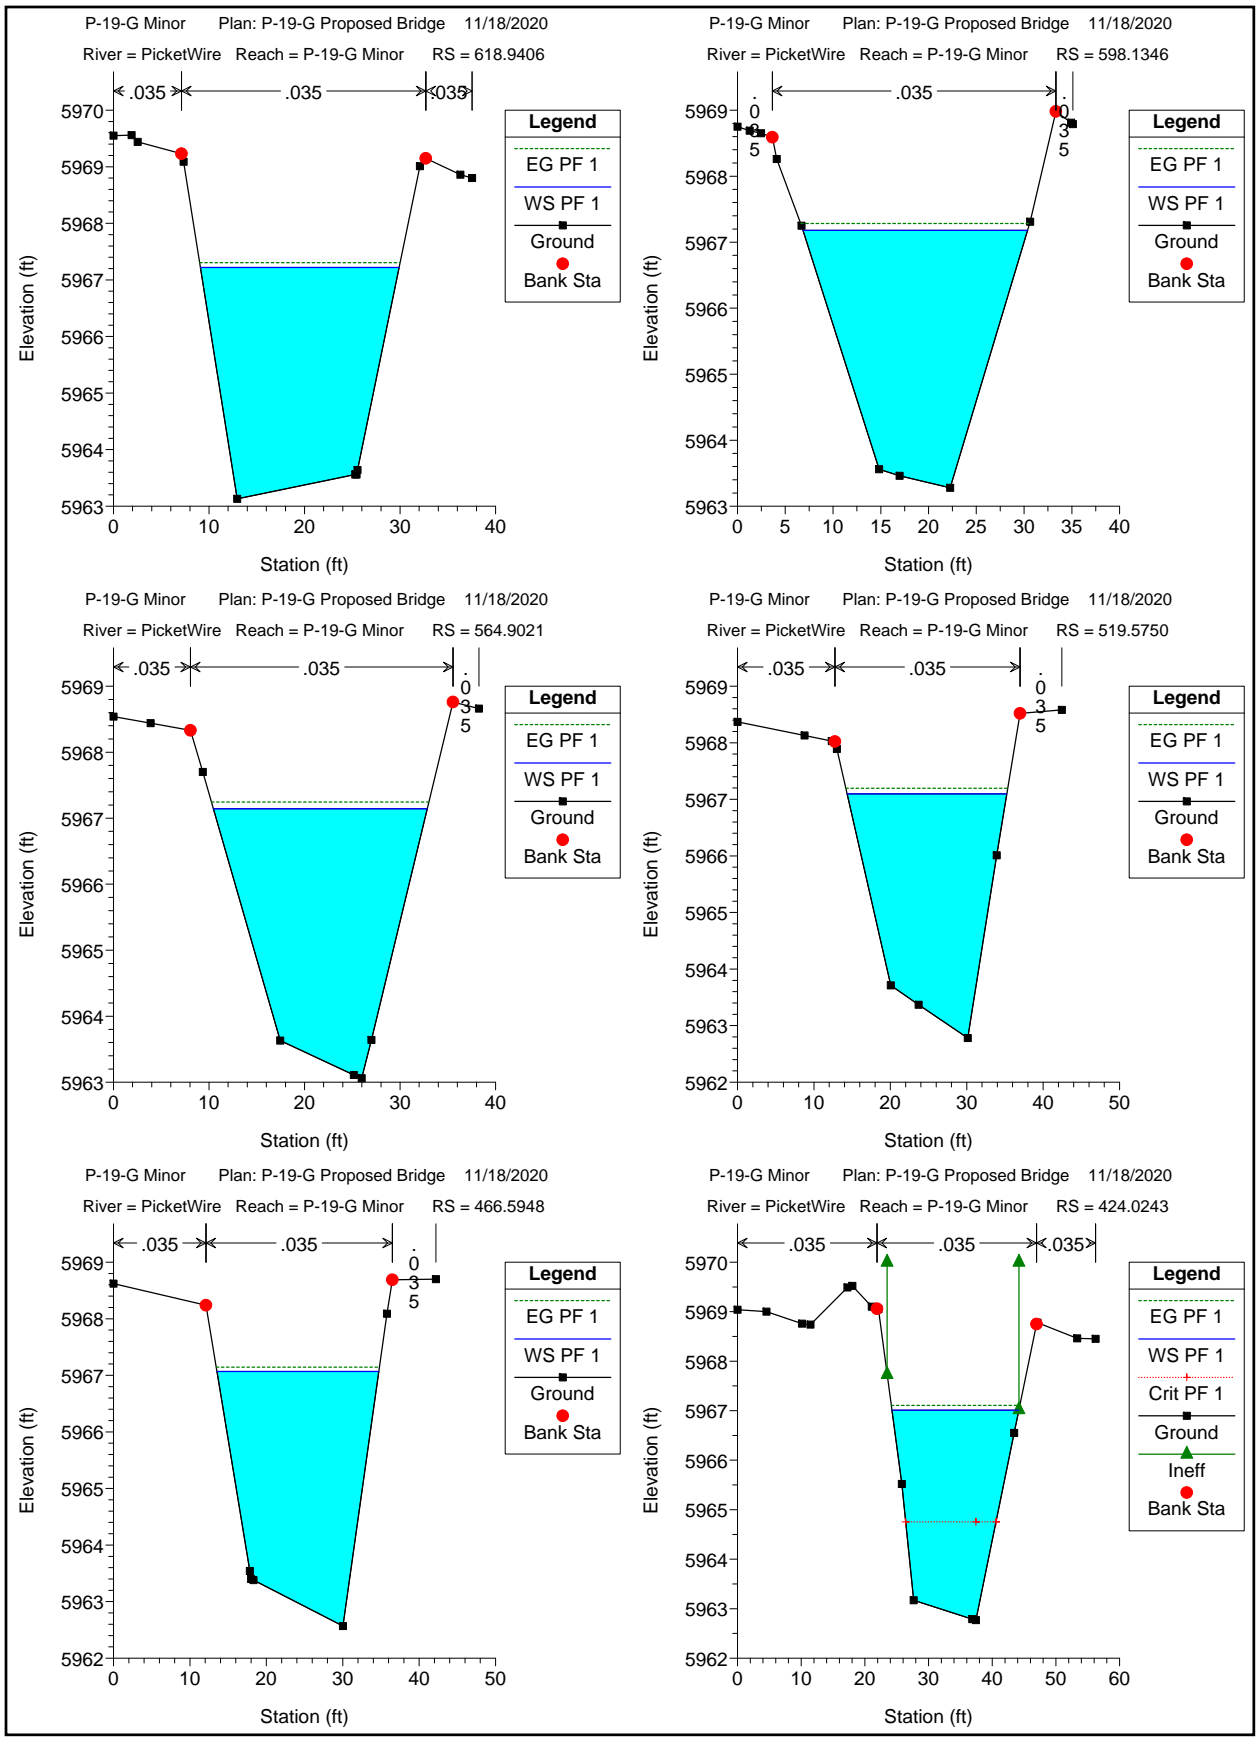 P-19-G Minor Plan: P-19-G Proposed Bridge 11/18/2020
River = PicketWire Reach = P-19-G Minor RS = 618.9406
.035 .035 .035
5970
5969
5968
5967
5966
5965
5964
5963
Elevation (ft)
0 10 20 30 40
Station (ft)
Legend
EG PF 1
WS PF 1
Ground
Bank Sta
P-19-G Minor Plan: P-19-G Proposed Bridge 11/18/2020
River = PicketWire Reach = P-19-G Minor RS = 598.1346
.035 .035 .035
5969
5968
5967
5966
5965
5964
5963
Elevation (ft)
0 5 10 15 20 25 30 35 40
Station (ft)
Legend
EG PF 1
WS PF 1
Ground
Bank Sta
P-19-G Minor Plan: P-19-G Proposed Bridge 11/18/2020
River = PicketWire Reach = P-19-G Minor RS = 564.9021
.035 .035 .035
5969
5968
5967
5966
5965
5964
5963
Elevation (ft)
0 10 20 30 40
Station (ft)
Legend
EG PF 1
WS PF 1
Ground
Bank Sta
P-19-G Minor Plan: P-19-G Proposed Bridge 11/18/2020
River = PicketWire Reach = P-19-G Minor RS = 519.5750
.035 .035 .035
5969
5968
5967
5966
5965
5964
5963
5962
Elevation (ft)
0 10 20 30 40 50
Station (ft)
Legend
EG PF 1
WS PF 1
Ground
Bank Sta
P-19-G Minor Plan: P-19-G Proposed Bridge 11/18/2020
River = PicketWire Reach = P-19-G Minor RS = 466.5948
.035 .035 .035
5969
5968
5967
5966
5965
5964
5963
5962
Elevation (ft)
0 10 20 30 40 50
Station (ft)
Legend
EG PF 1
WS PF 1
Ground
Bank Sta
P-19-G Minor Plan: P-19-G Proposed Bridge 11/18/2020
River = PicketWire Reach = P-19-G Minor RS = 424.0243
.035 .035 .035
5970
5969
5968
5967
5966
5965
5964
5963
5962
Elevation (ft)
0 10 20 30 40 50 60
Station (ft)
Legend
EG PF 1
WS PF 1
Crit PF 1
Ground
Ineff
Bank Sta